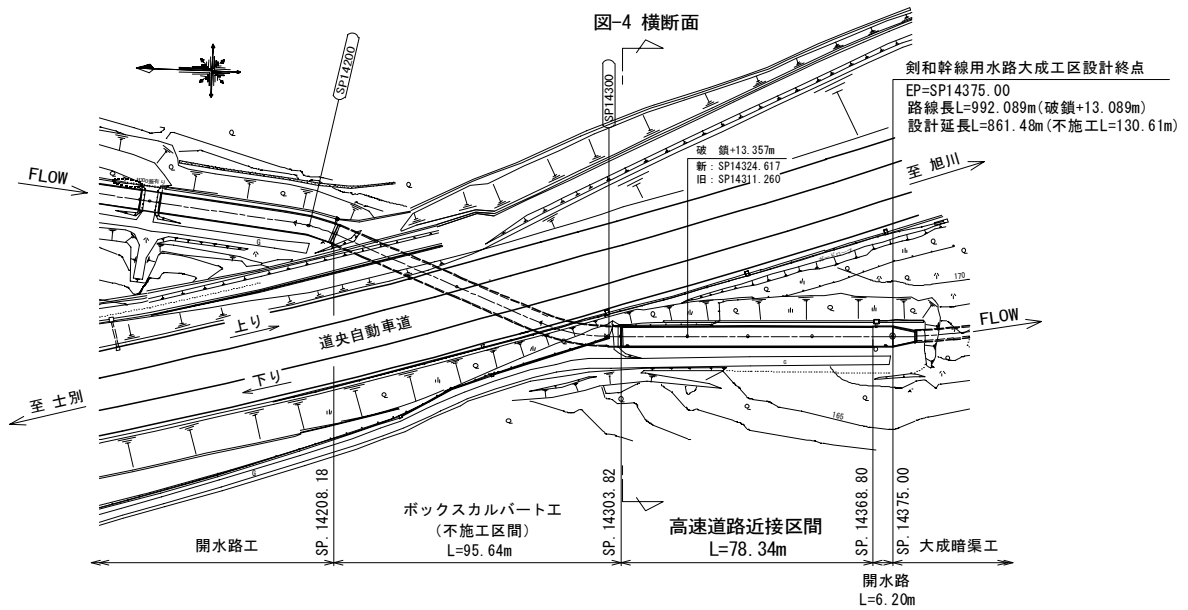 図-4 横断面
剣和幹線用水路大成工区設計終点
EP=SP14375.00
路線長L=992.089m(破鎖+13.089m)
設計延長L=861.48m(不施工L=130.61m)
SP14200
SP14300
破 鎖+13.357m
新：SP14324.617
旧：SP14311.260
至 旭川
FLOW
上り
道央自動車道
下り
至 士別
FLOW
170
165
SP. 14208.18
SP. 14303.82
SP. 14368.80
SP. 14375.00
開水路工
ボックスカルバート工
(不施工区間)
L=95.64m
高速道路近接区間
L=78.34m
大成暗渠工
開水路
L=6.20m